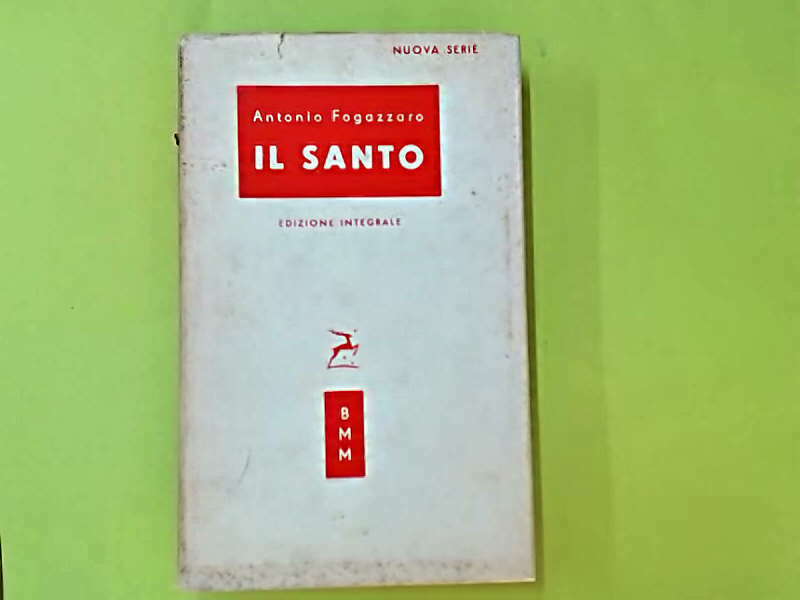 NUOVA SERIE
Antonio Fogazzaro
IL SANTO
EDIZIONE INTEGRALE
B
M
M